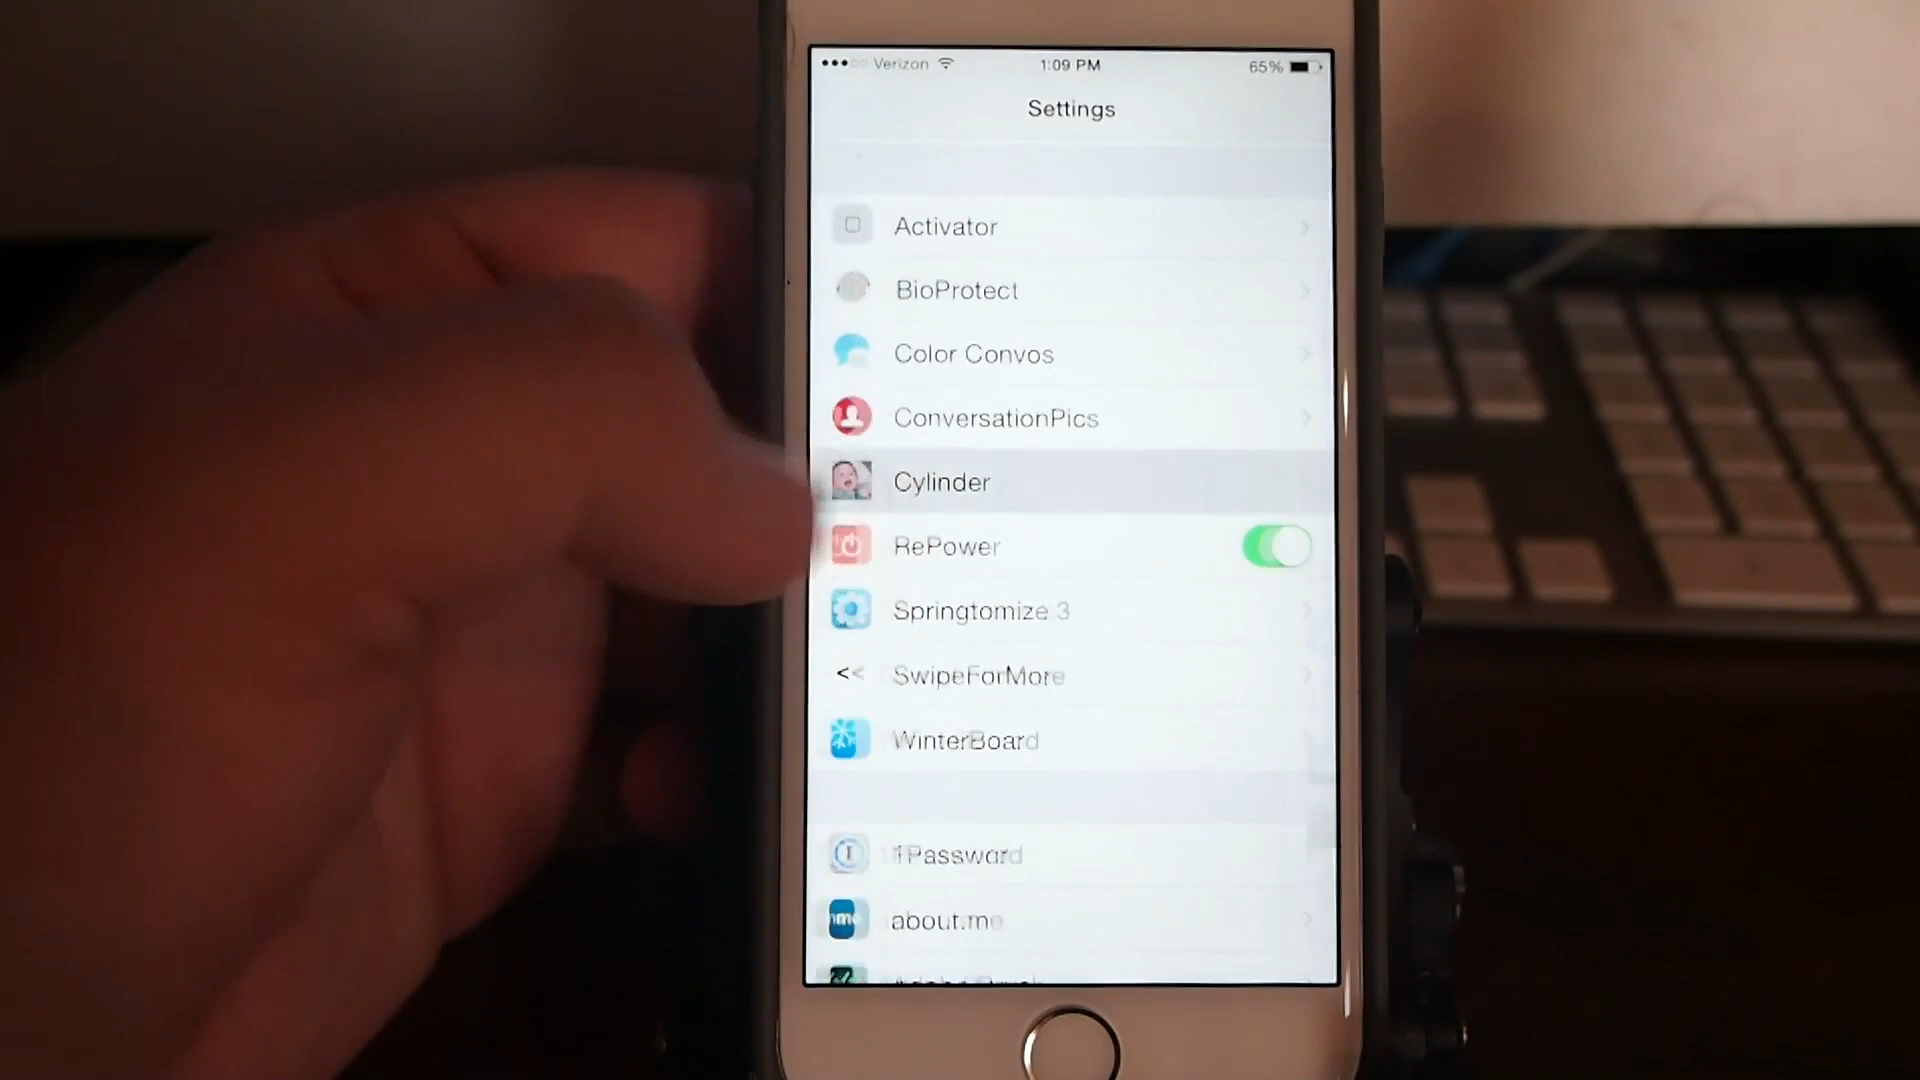 Verizon 1:09 PM 65%
Settings
Activator
BioProtect
Color Convos
ConversationPics
Cylinder
RePower
Springtomize 3
<< SwipeForMore
WinterBoard
1Password
about.me